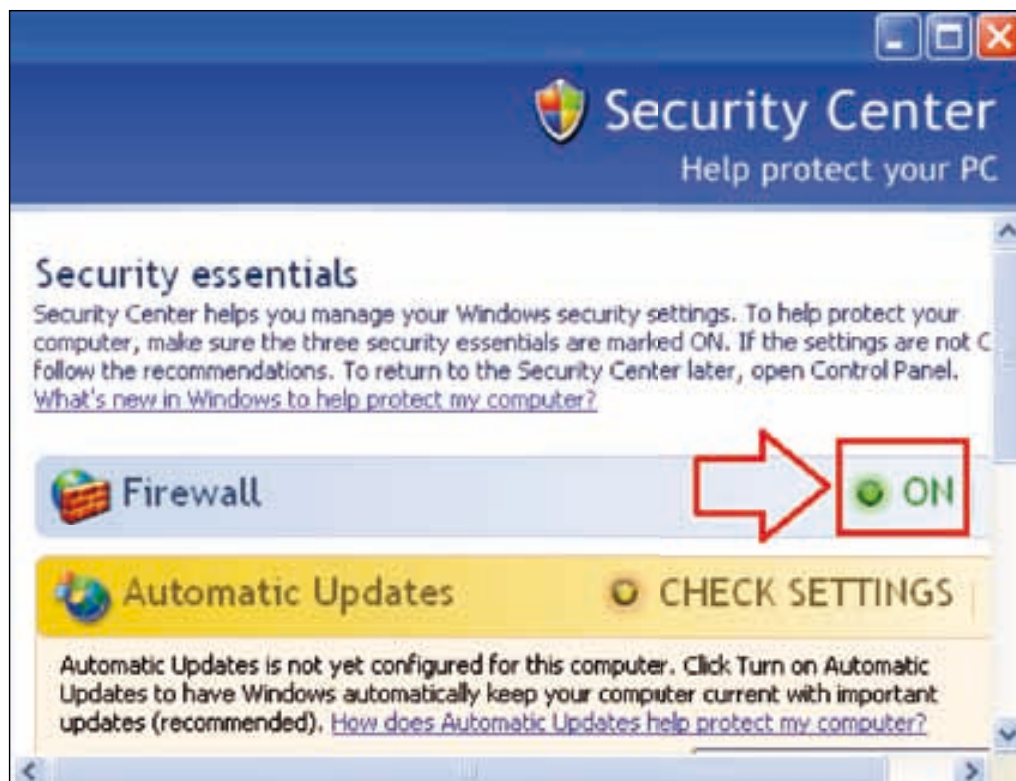 Security Center
Help protect your PC
Security essentials
Security Center helps you manage your Windows security settings. To help protect your
computer, make sure the three security essentials are marked ON. If the settings are not
follow the recommendations. To return to the Security Center later, open Control Panel.
What's new in Windows to help protect my computer?
Firewall ON
Automatic Updates CHECK SETTINGS
Automatic Updates is not yet configured for this computer. Click Turn on Automatic
Updates to have Windows automatically keep your computer current with important
updates (recommended). How does Automatic Updates help protect my computer?